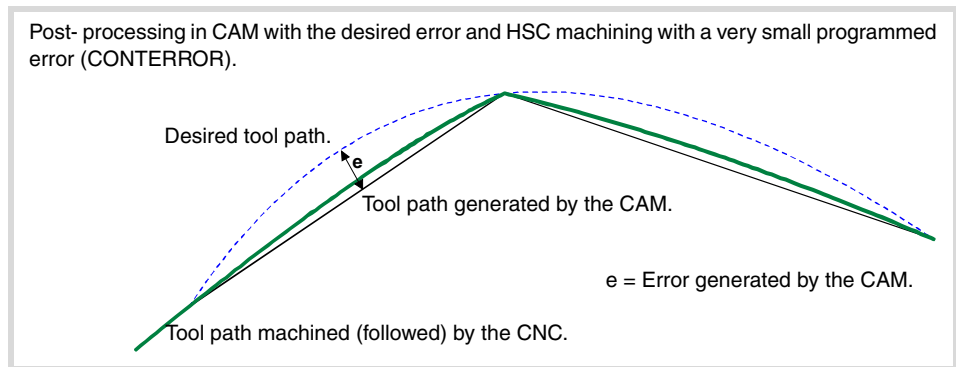 Post- processing in CAM with the desired error and HSC machining with a very small programmed
error (CONTERROR).
Desired tool path.
e
Tool path generated by the CAM.
e = Error generated by the CAM.
Tool path machined (followed) by the CNC.